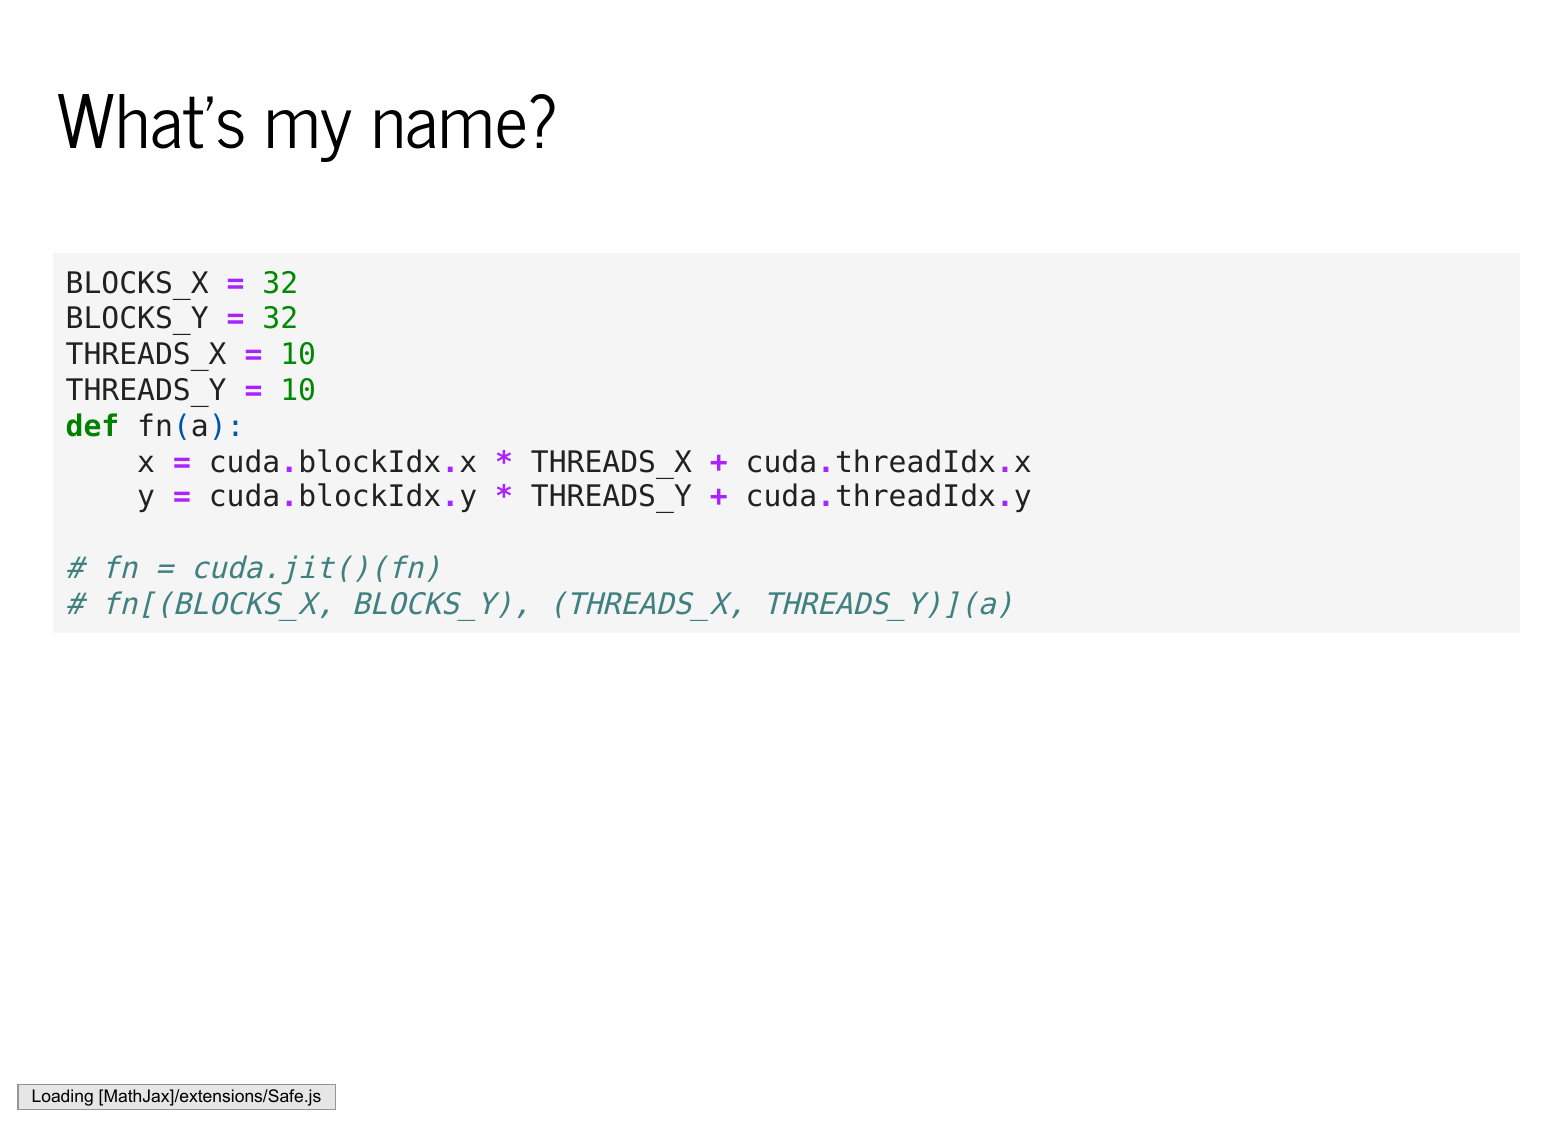 What's my name?
BLOCKS_X = 32
BLOCKS_Y = 32
THREADS_X = 10
THREADS_Y = 10
def fn(a):
    x = cuda.blockIdx.x * THREADS_X + cuda.threadIdx.x
    y = cuda.blockIdx.y * THREADS_Y + cuda.threadIdx.y

# fn = cuda.jit()(fn)
# fn[(BLOCKS_X, BLOCKS_Y), (THREADS_X, THREADS_Y)](a)
Loading [MathJax]/extensions/Safe.js